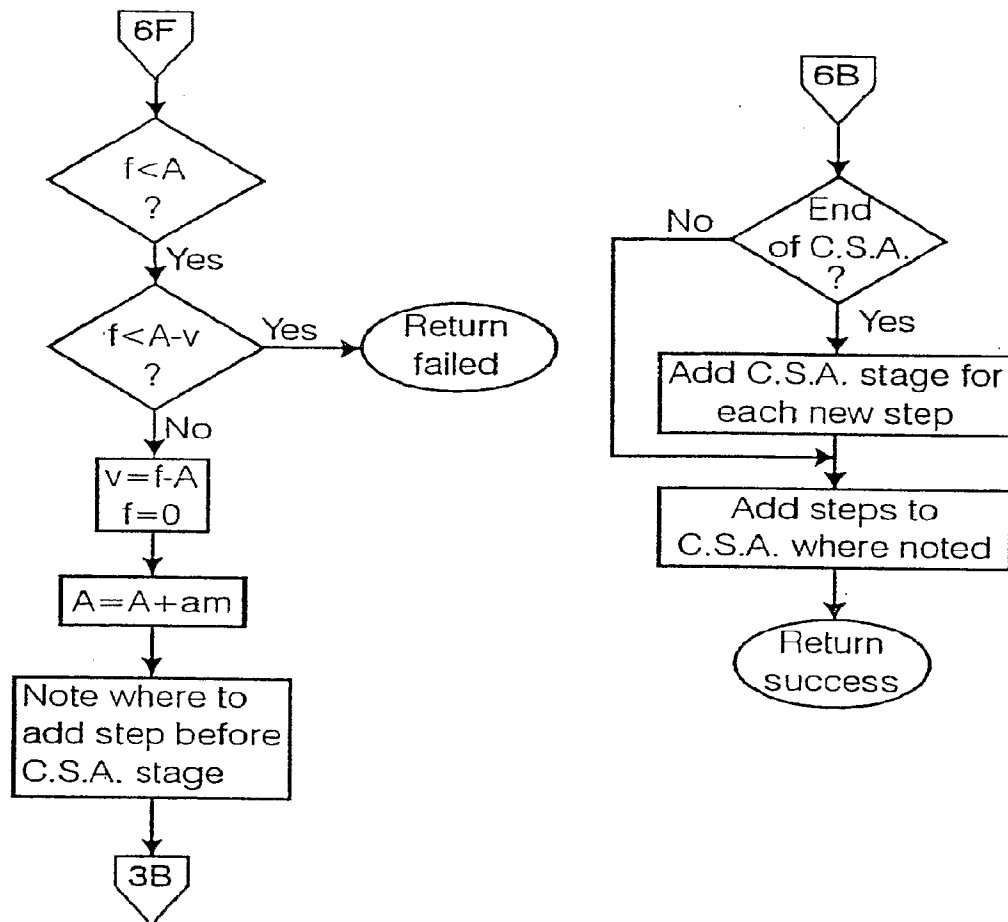 6F
f<A
?
Yes
f<A-v
?
Yes
Return
failed
No
v=f-A
f=0
A=A+am
Note where to
add step before
C.S.A. stage
3B
6B
End
of C.S.A.
?
No
Yes
Add C.S.A. stage for
each new step
Add steps to
C.S.A. where noted
Return
success